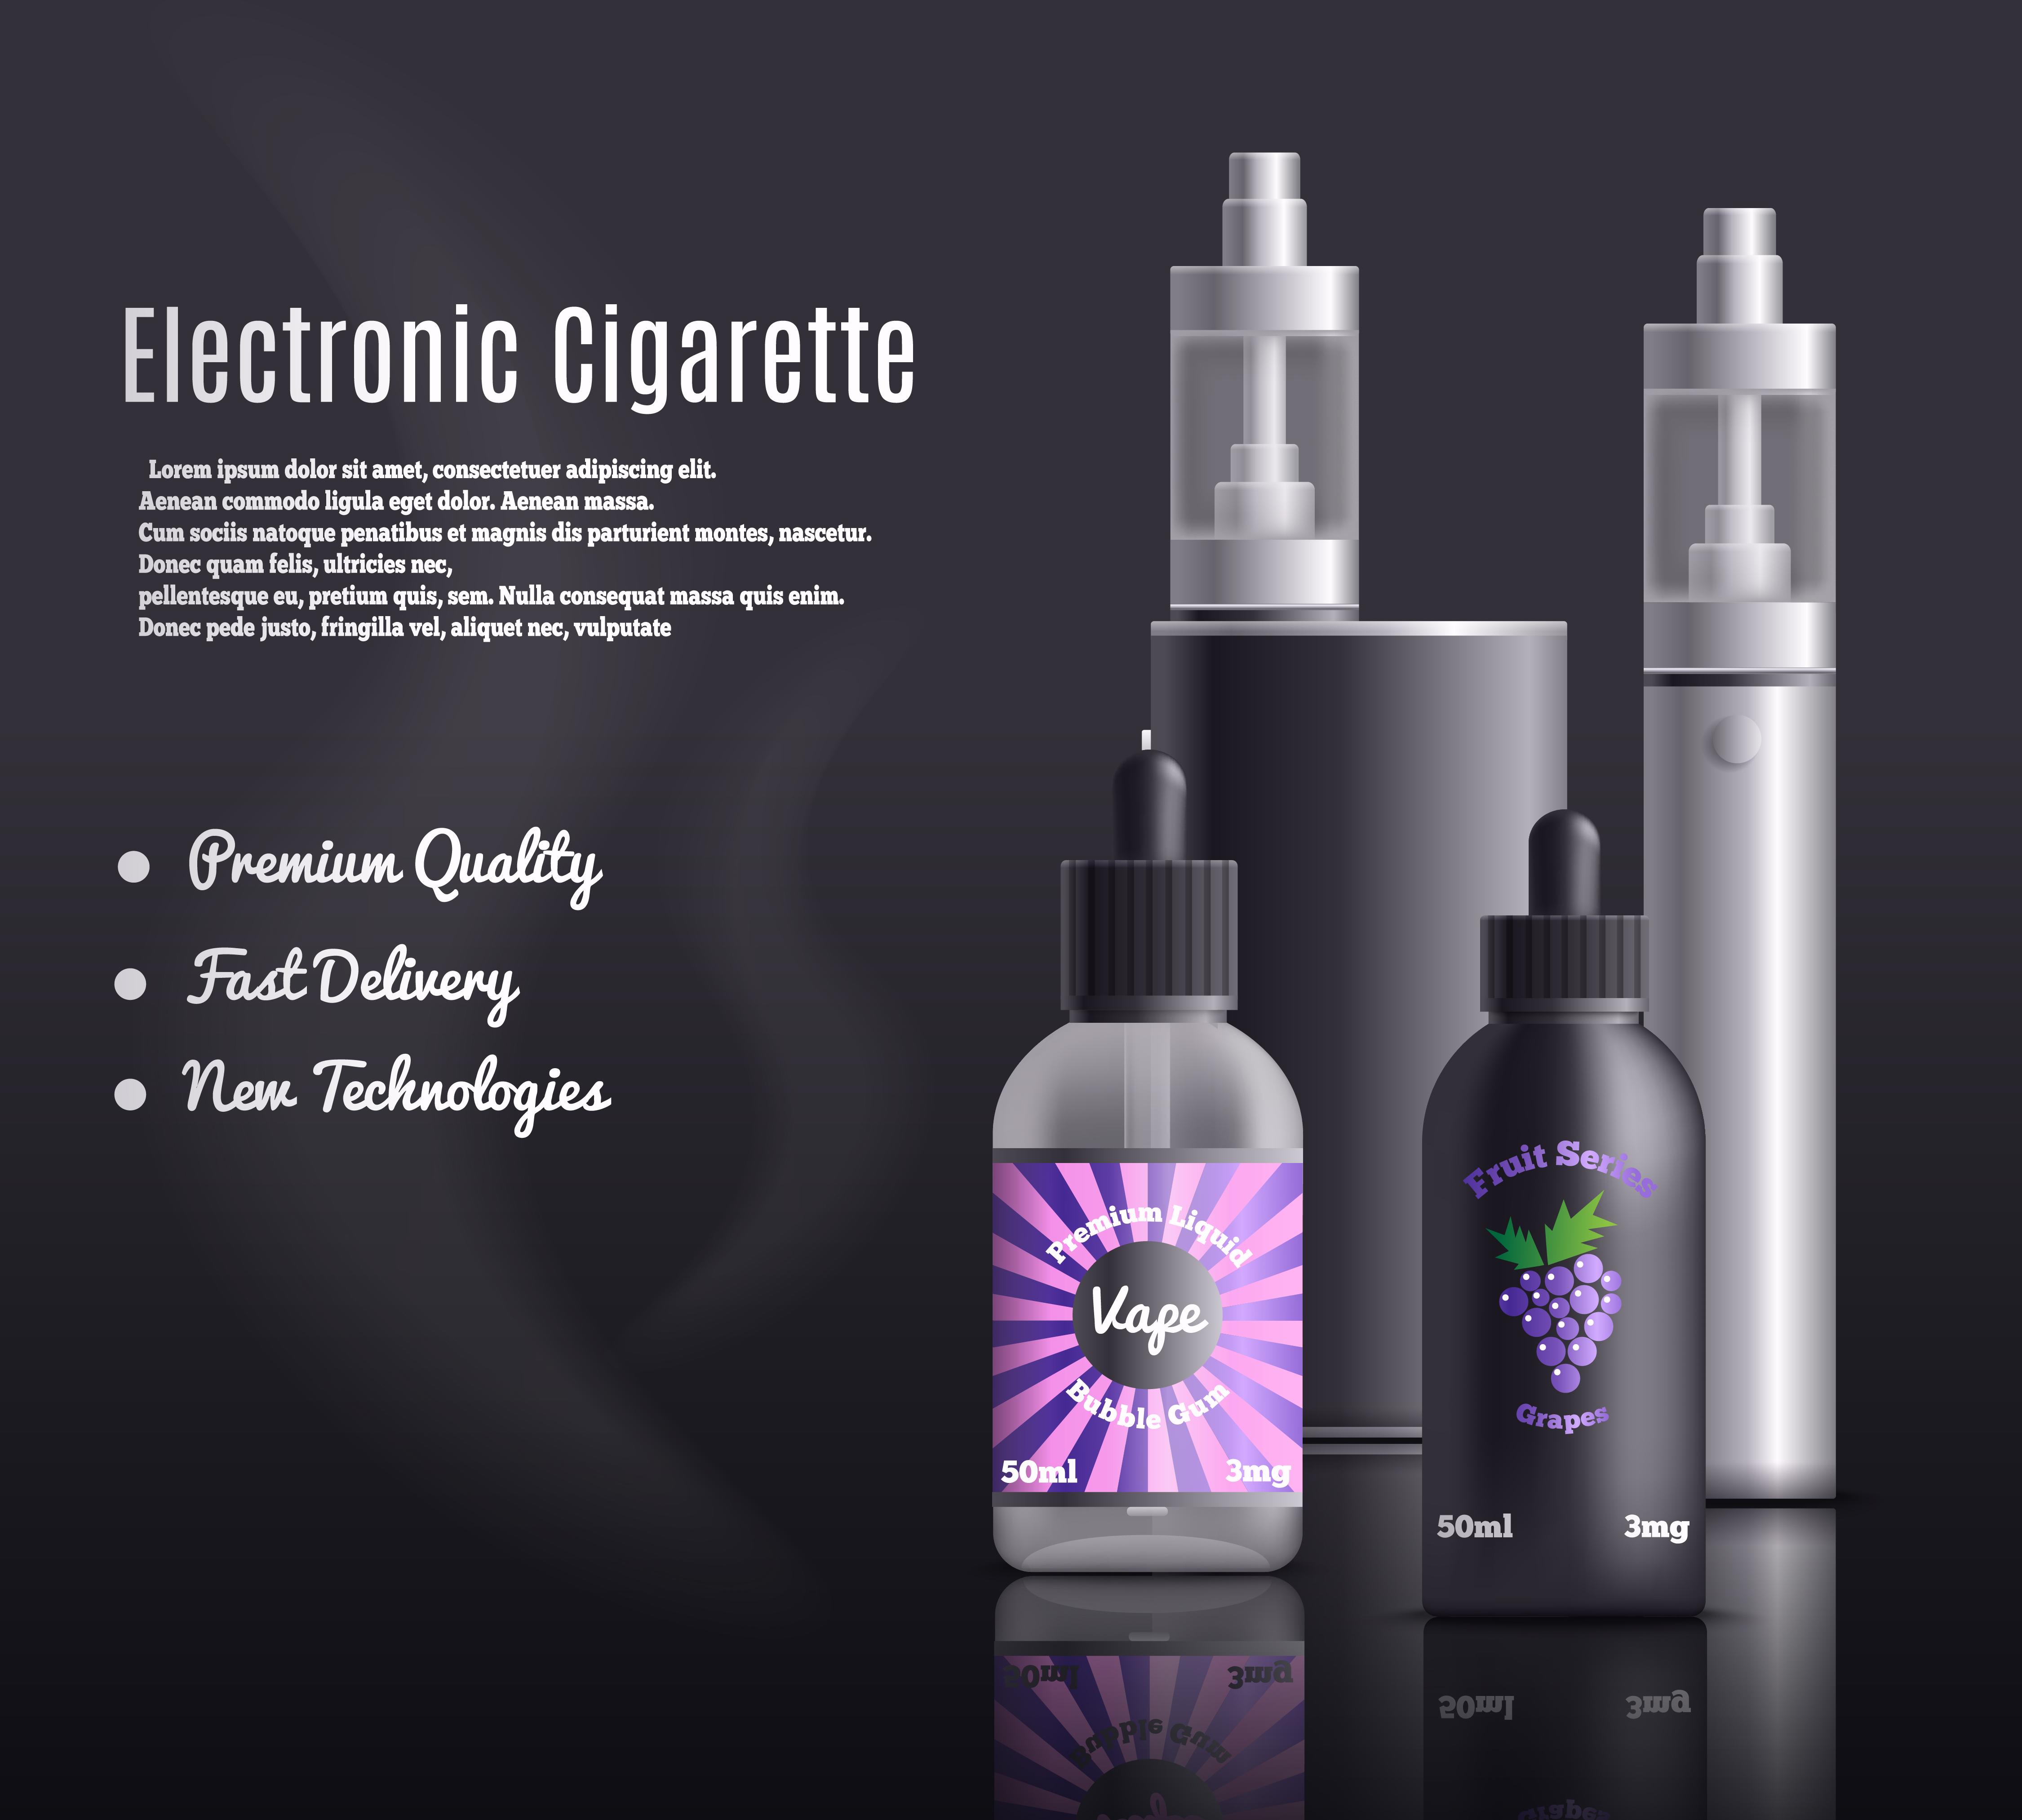 Electronic Cigarette
Lorem ipsum dolor sit amet, consectetuer adipiscing elit.
Aenean commodo ligula eget dolor. Aenean massa.
Cum sociis natoque penatibus et magnis dis parturient montes, nascetur.
Donec quam felis, ultricies nec,
pellentesque eu, pretium quis, sem. Nulla consequat massa quis enim.
Donec pede justo, fringilla vel, aliquet nec, vulputate
Premium Quality
Fast Delivery
New Technologies
Premium Liquid
Vape
Bubble Gum
50ml 3mg
Fruit Series
Grapes
50ml 3mg